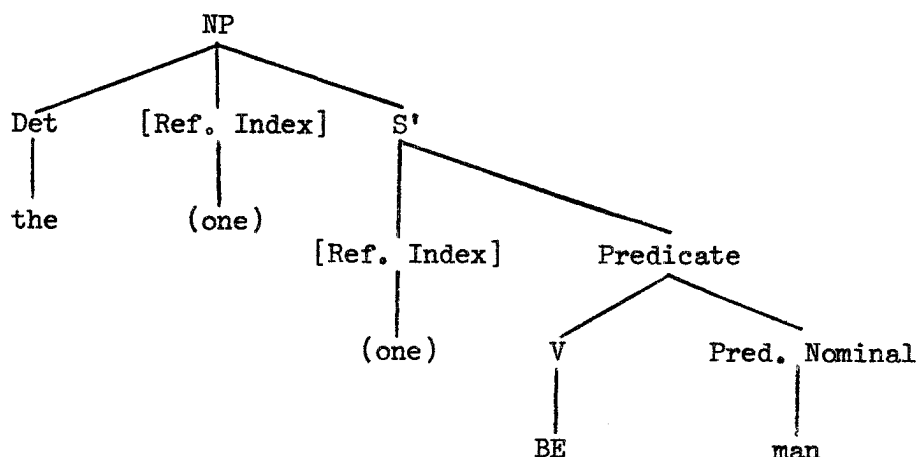 NP
Det [Ref. Index] S'
the (one)
[Ref. Index] Predicate
(one) V Pred. Nominal
BE man